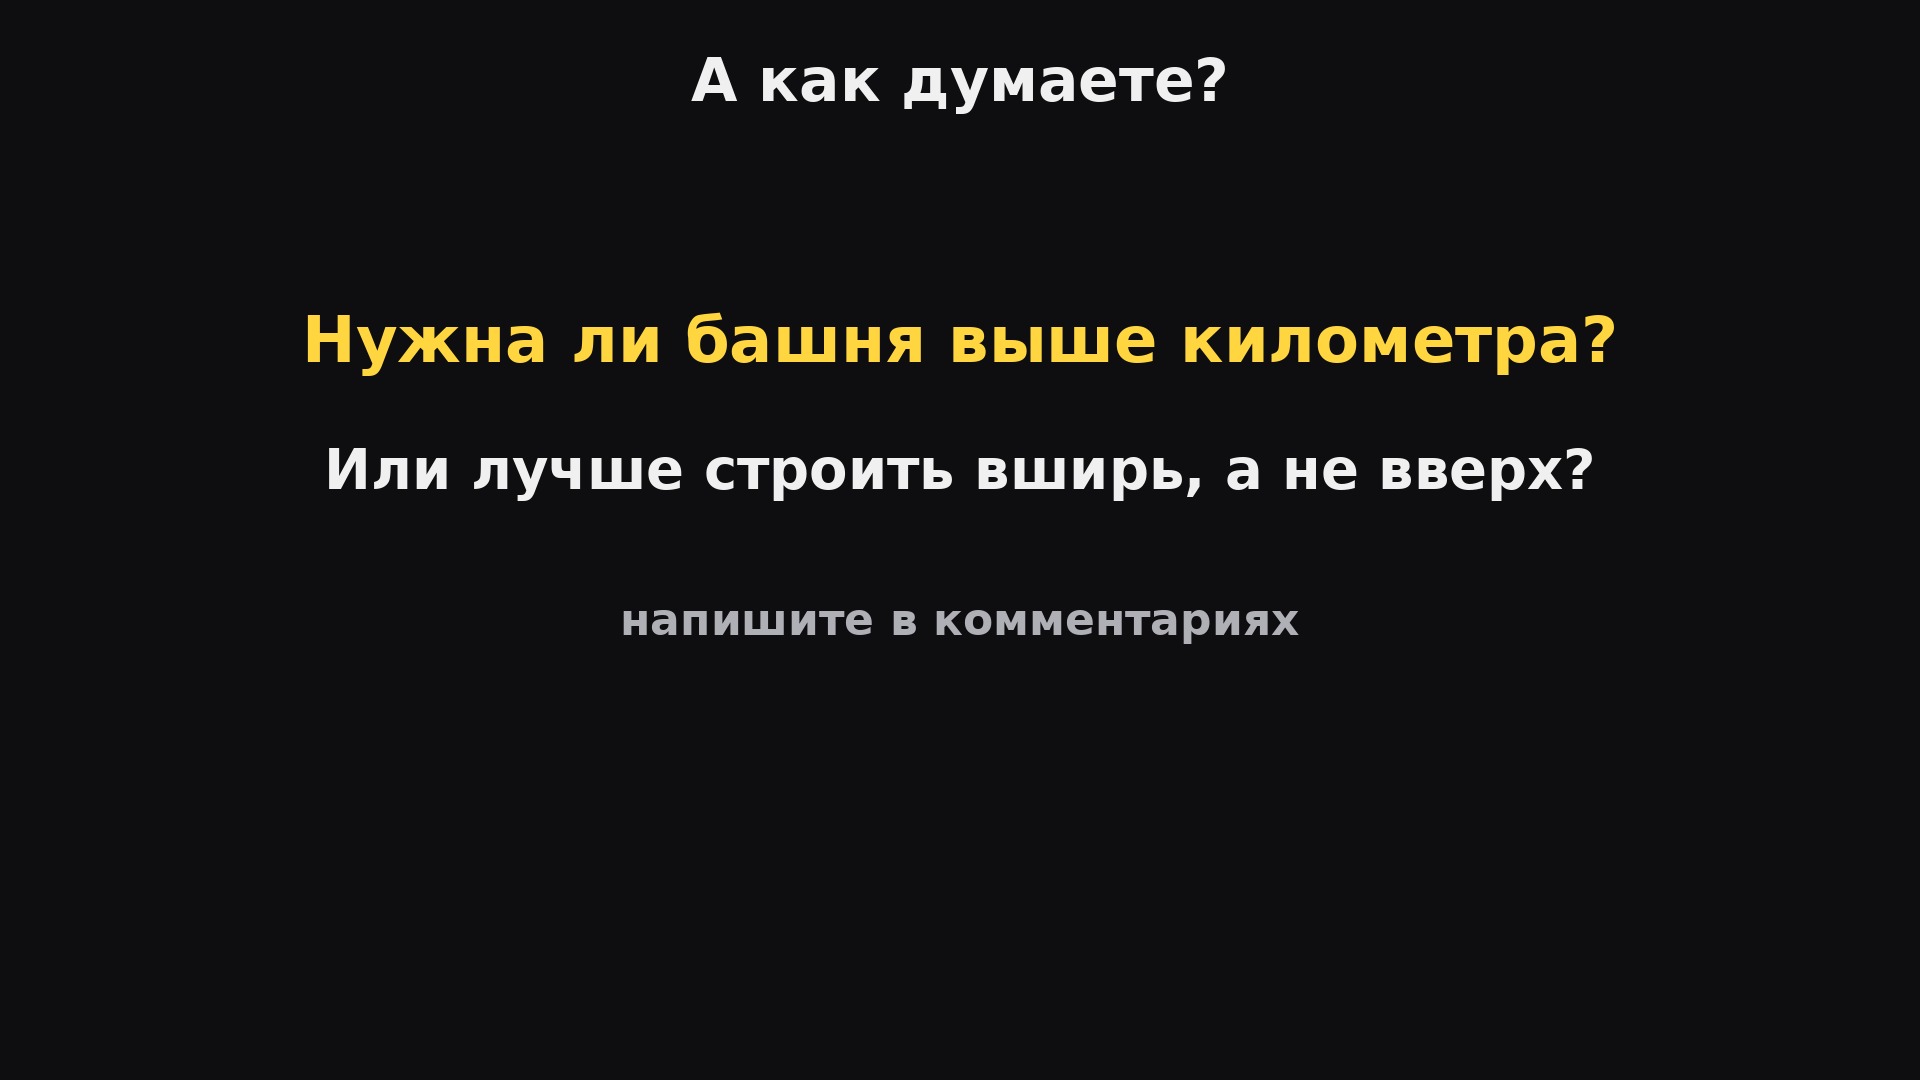 А как думаете?
Нужна ли башня выше километра?
Или лучше строить вширь, а не вверх?
напишите в комментариях